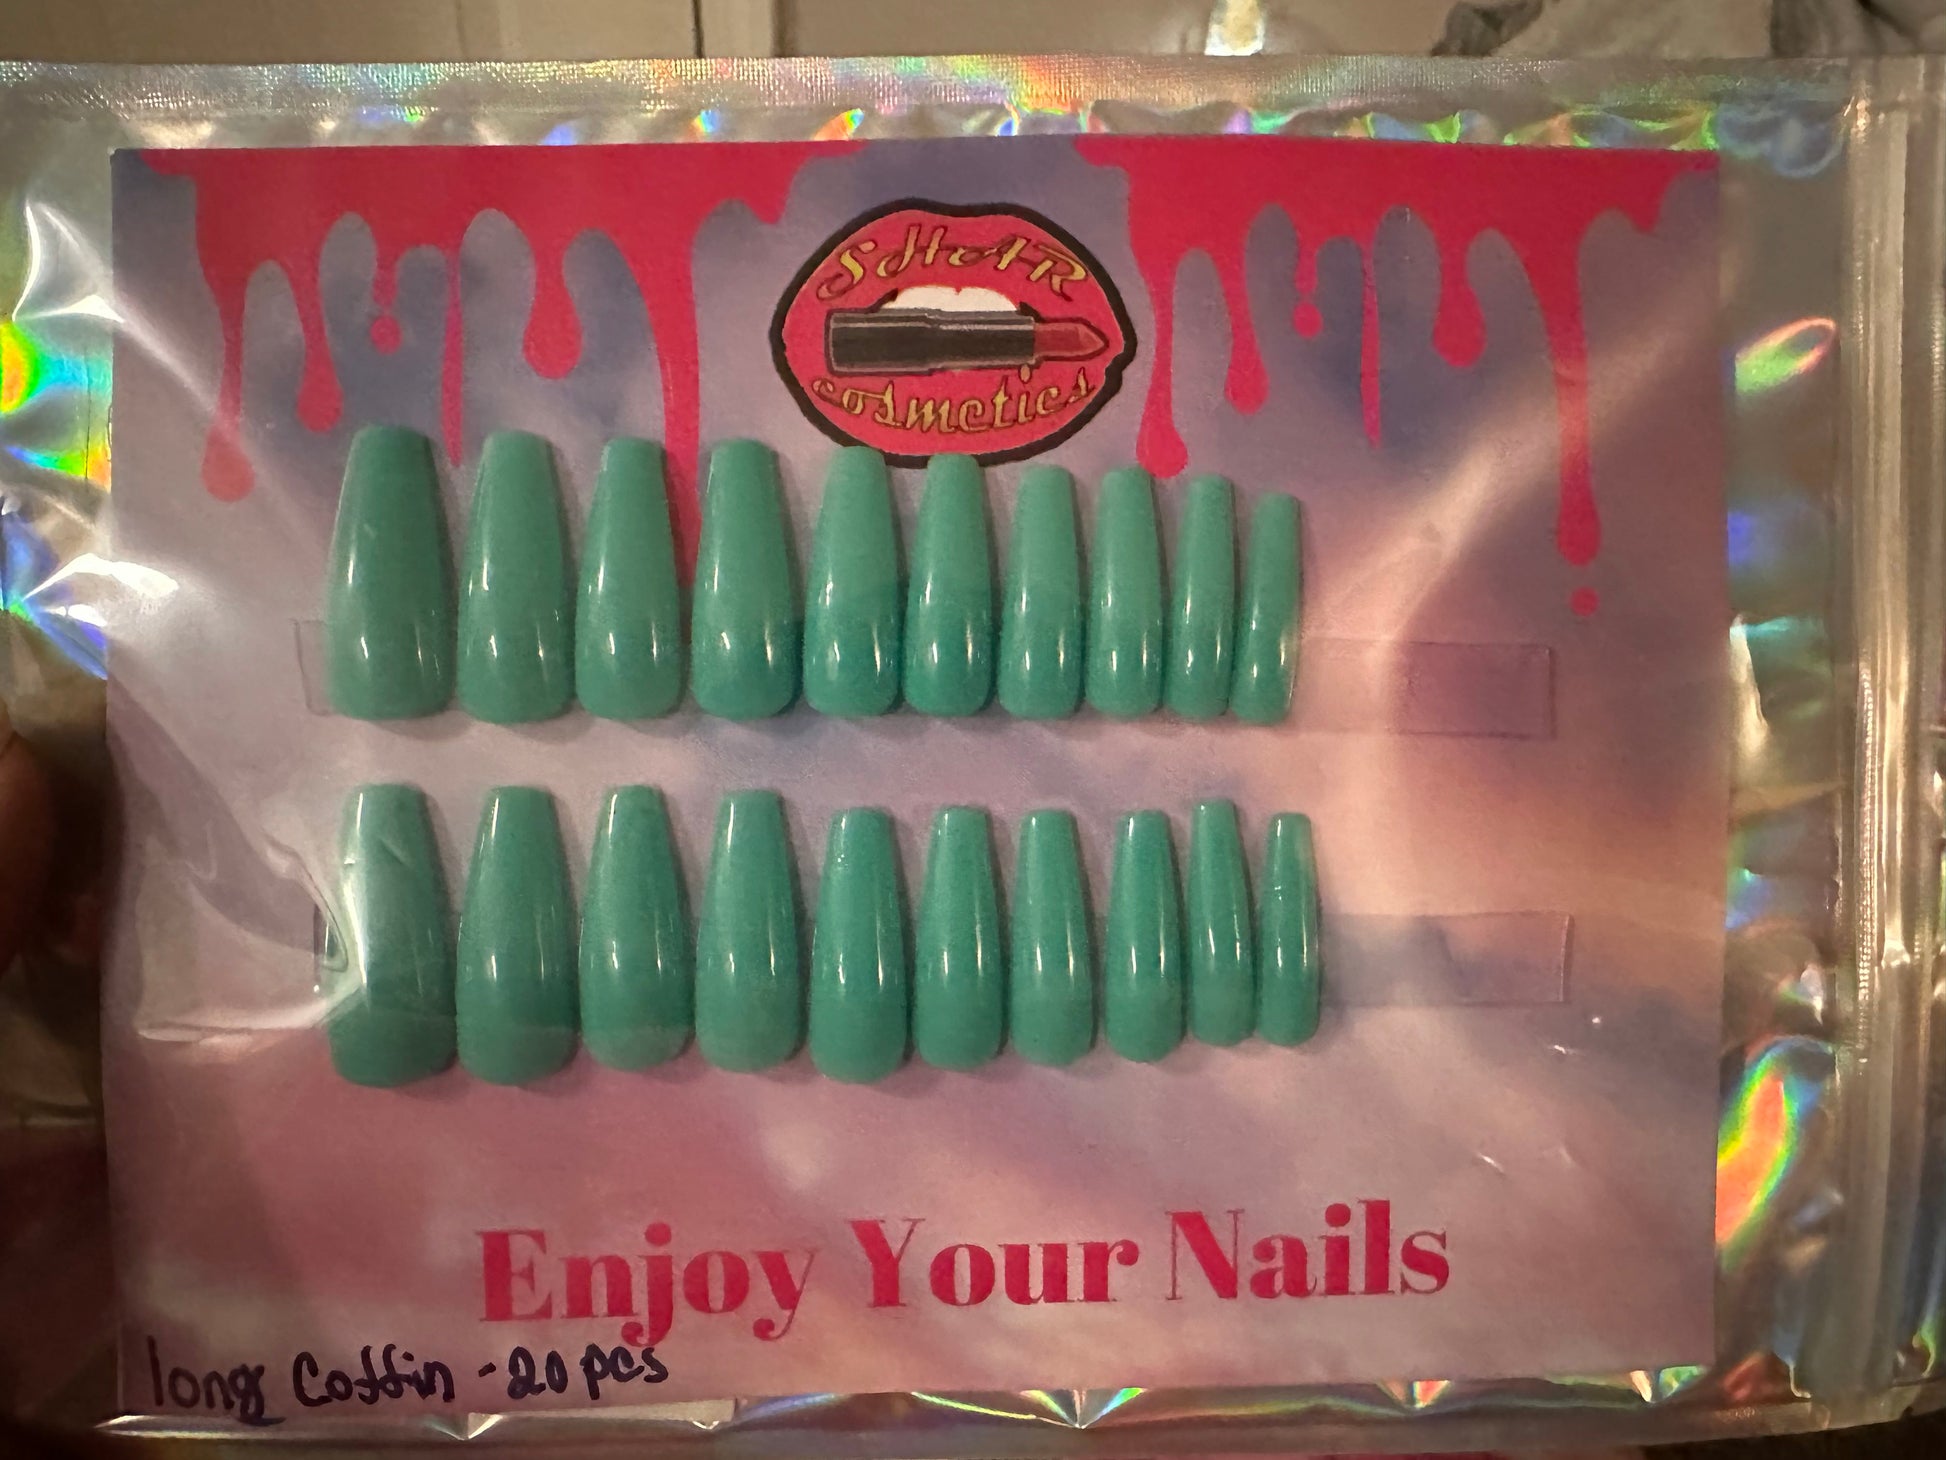 SHAR
cosmetics
Enjoy Your Nails
long Coffin - 20 pcs